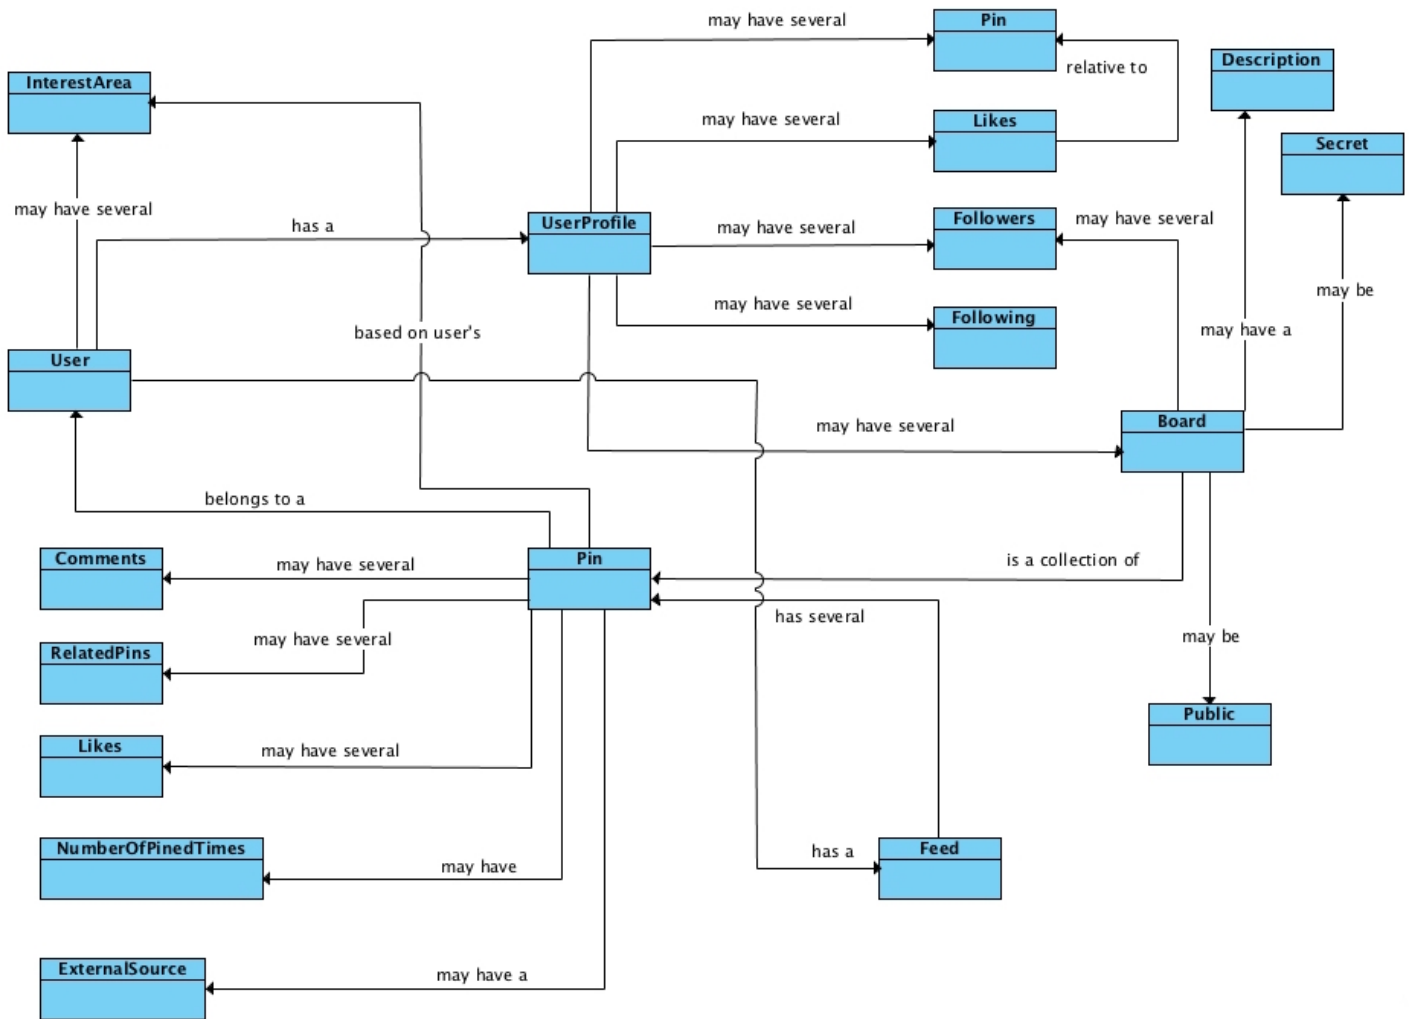 may have several
Pin
relative to
Description
InterestArea
may have several
Likes
Secret
may have several
has a
UserProfile
may have several
Followers
may have several
may be
may have several
Following
based on user's
may have a
User
may have several
Board
belongs to a
Comments
may have several
Pin
is a collection of
has several
may have several
RelatedPins
may be
Likes
may have several
Public
NumberOfPinedTimes
may have
has a
Feed
ExternalSource
may have a